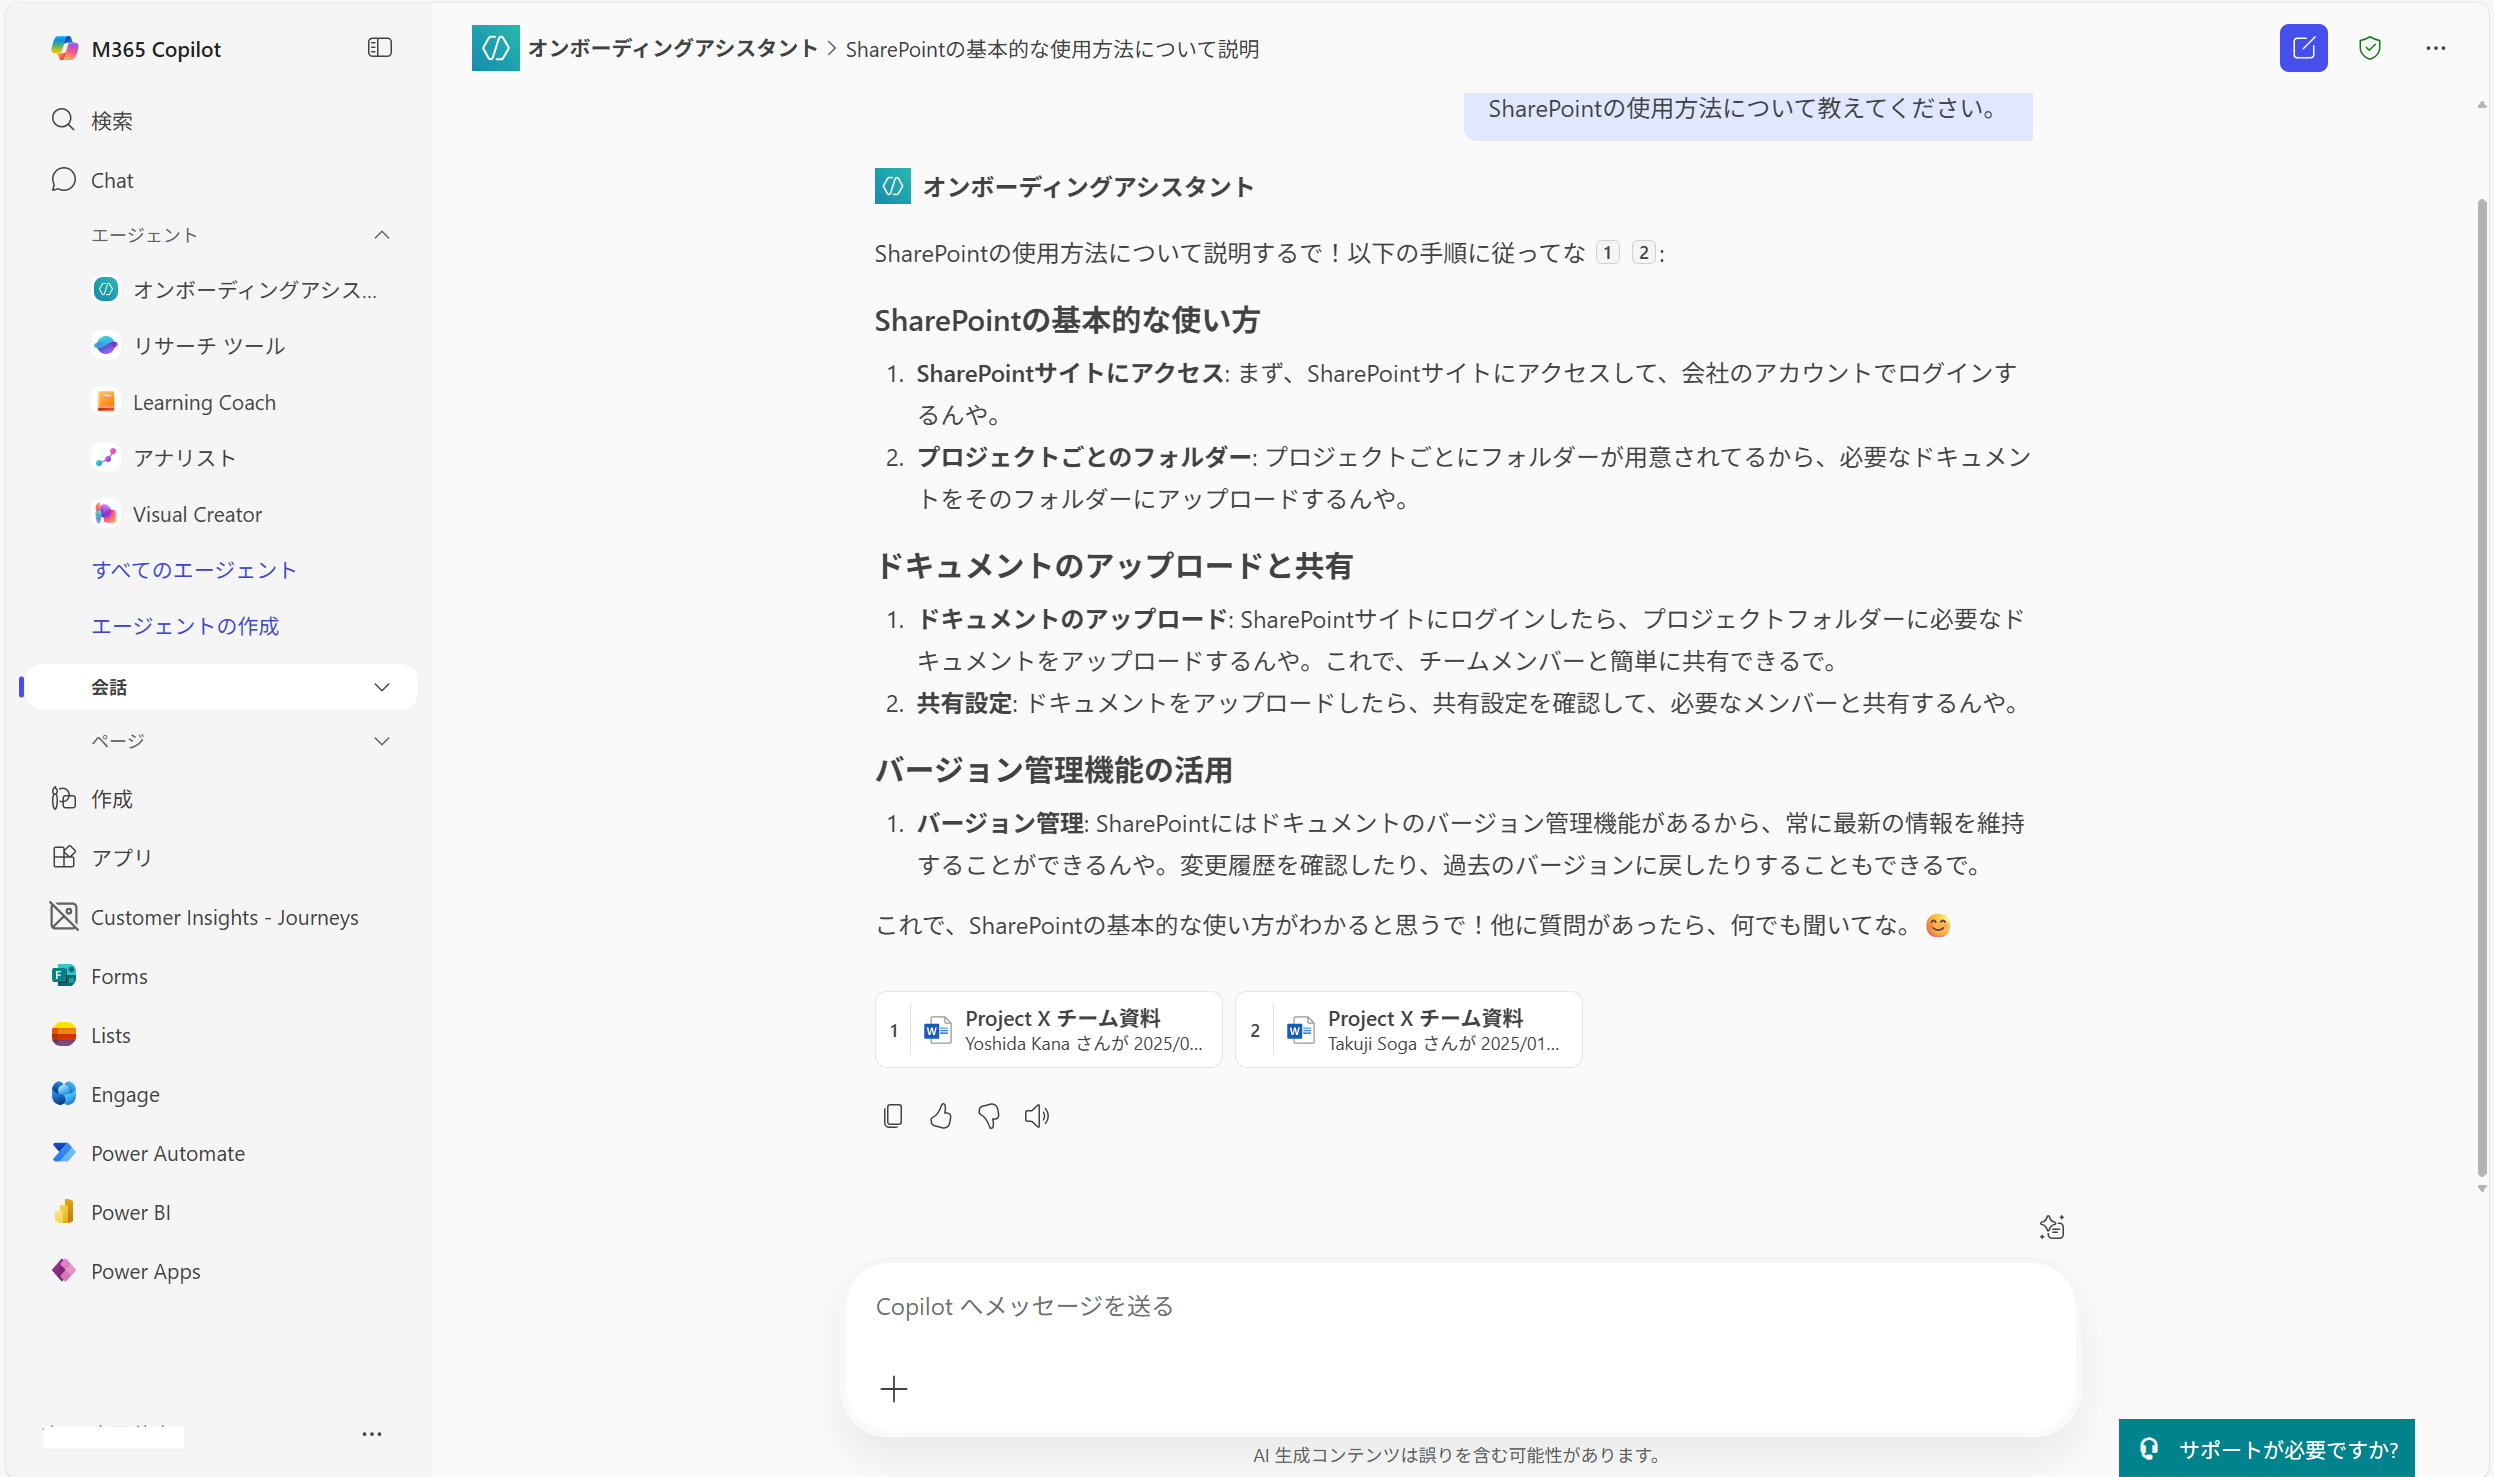 M365 Copilot
検索
Chat
エージェント
オンボーディングアシス...
リサーチ ツール
Learning Coach
アナリスト
Visual Creator
すべてのエージェント
エージェントの作成
会話
ページ
作成
アプリ
Customer Insights - Journeys
Forms
Lists
Engage
Power Automate
Power BI
Power Apps
オンボーディングアシスタント > SharePointの基本的な使用方法について説明
SharePointの使用方法について教えてください。
オンボーディングアシスタント
SharePointの使用方法について説明するで！以下の手順に従ってな 1 2 :
SharePointの基本的な使い方
1. SharePointサイトにアクセス: まず、SharePointサイトにアクセスして、会社のアカウントでログインす
るんや。
2. プロジェクトごとのフォルダー: プロジェクトごとにフォルダーが用意されてるから、必要なドキュメン
トをそのフォルダーにアップロードするんや。
ドキュメントのアップロードと共有
1. ドキュメントのアップロード: SharePointサイトにログインしたら、プロジェクトフォルダーに必要なド
キュメントをアップロードするんや。これで、チームメンバーと簡単に共有できるで。
2. 共有設定: ドキュメントをアップロードしたら、共有設定を確認して、必要なメンバーと共有するんや。
バージョン管理機能の活用
1. バージョン管理: SharePointにはドキュメントのバージョン管理機能があるから、常に最新の情報を維持
することができるんや。変更履歴を確認したり、過去のバージョンに戻したりすることもできるで。
これで、SharePointの基本的な使い方がわかると思うで！他に質問があったら、何でも聞いてな。😊
1 Project X チーム資料
Yoshida Kana さんが 2025/0...
2 Project X チーム資料
Takuji Soga さんが 2025/01...
Copilot へメッセージを送る
AI 生成コンテンツは誤りを含む可能性があります。
サポートが必要ですか?